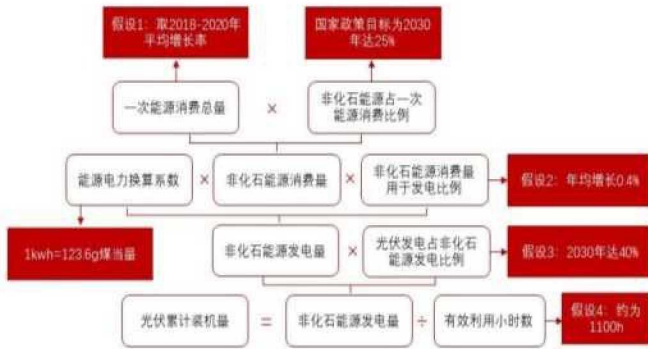 假设1：取2018-2020年
平均增长率
国家政策目标为2030
年达25%
一次能源消费总量
×
非化石能源占一次
能源消费比例
能源电力换算系数
×
非化石能源消费量
×
非化石能源消费量
用于发电比例
假设2：年均增长0.4%
1kwh=123.6g煤当量
非化石能源发电量
×
光伏发电占非化石
能源发电比例
假设3：2030年达40%
光伏累计装机量
=
非化石能源发电量
÷
有效利用小时数
假设4：约为
1100h